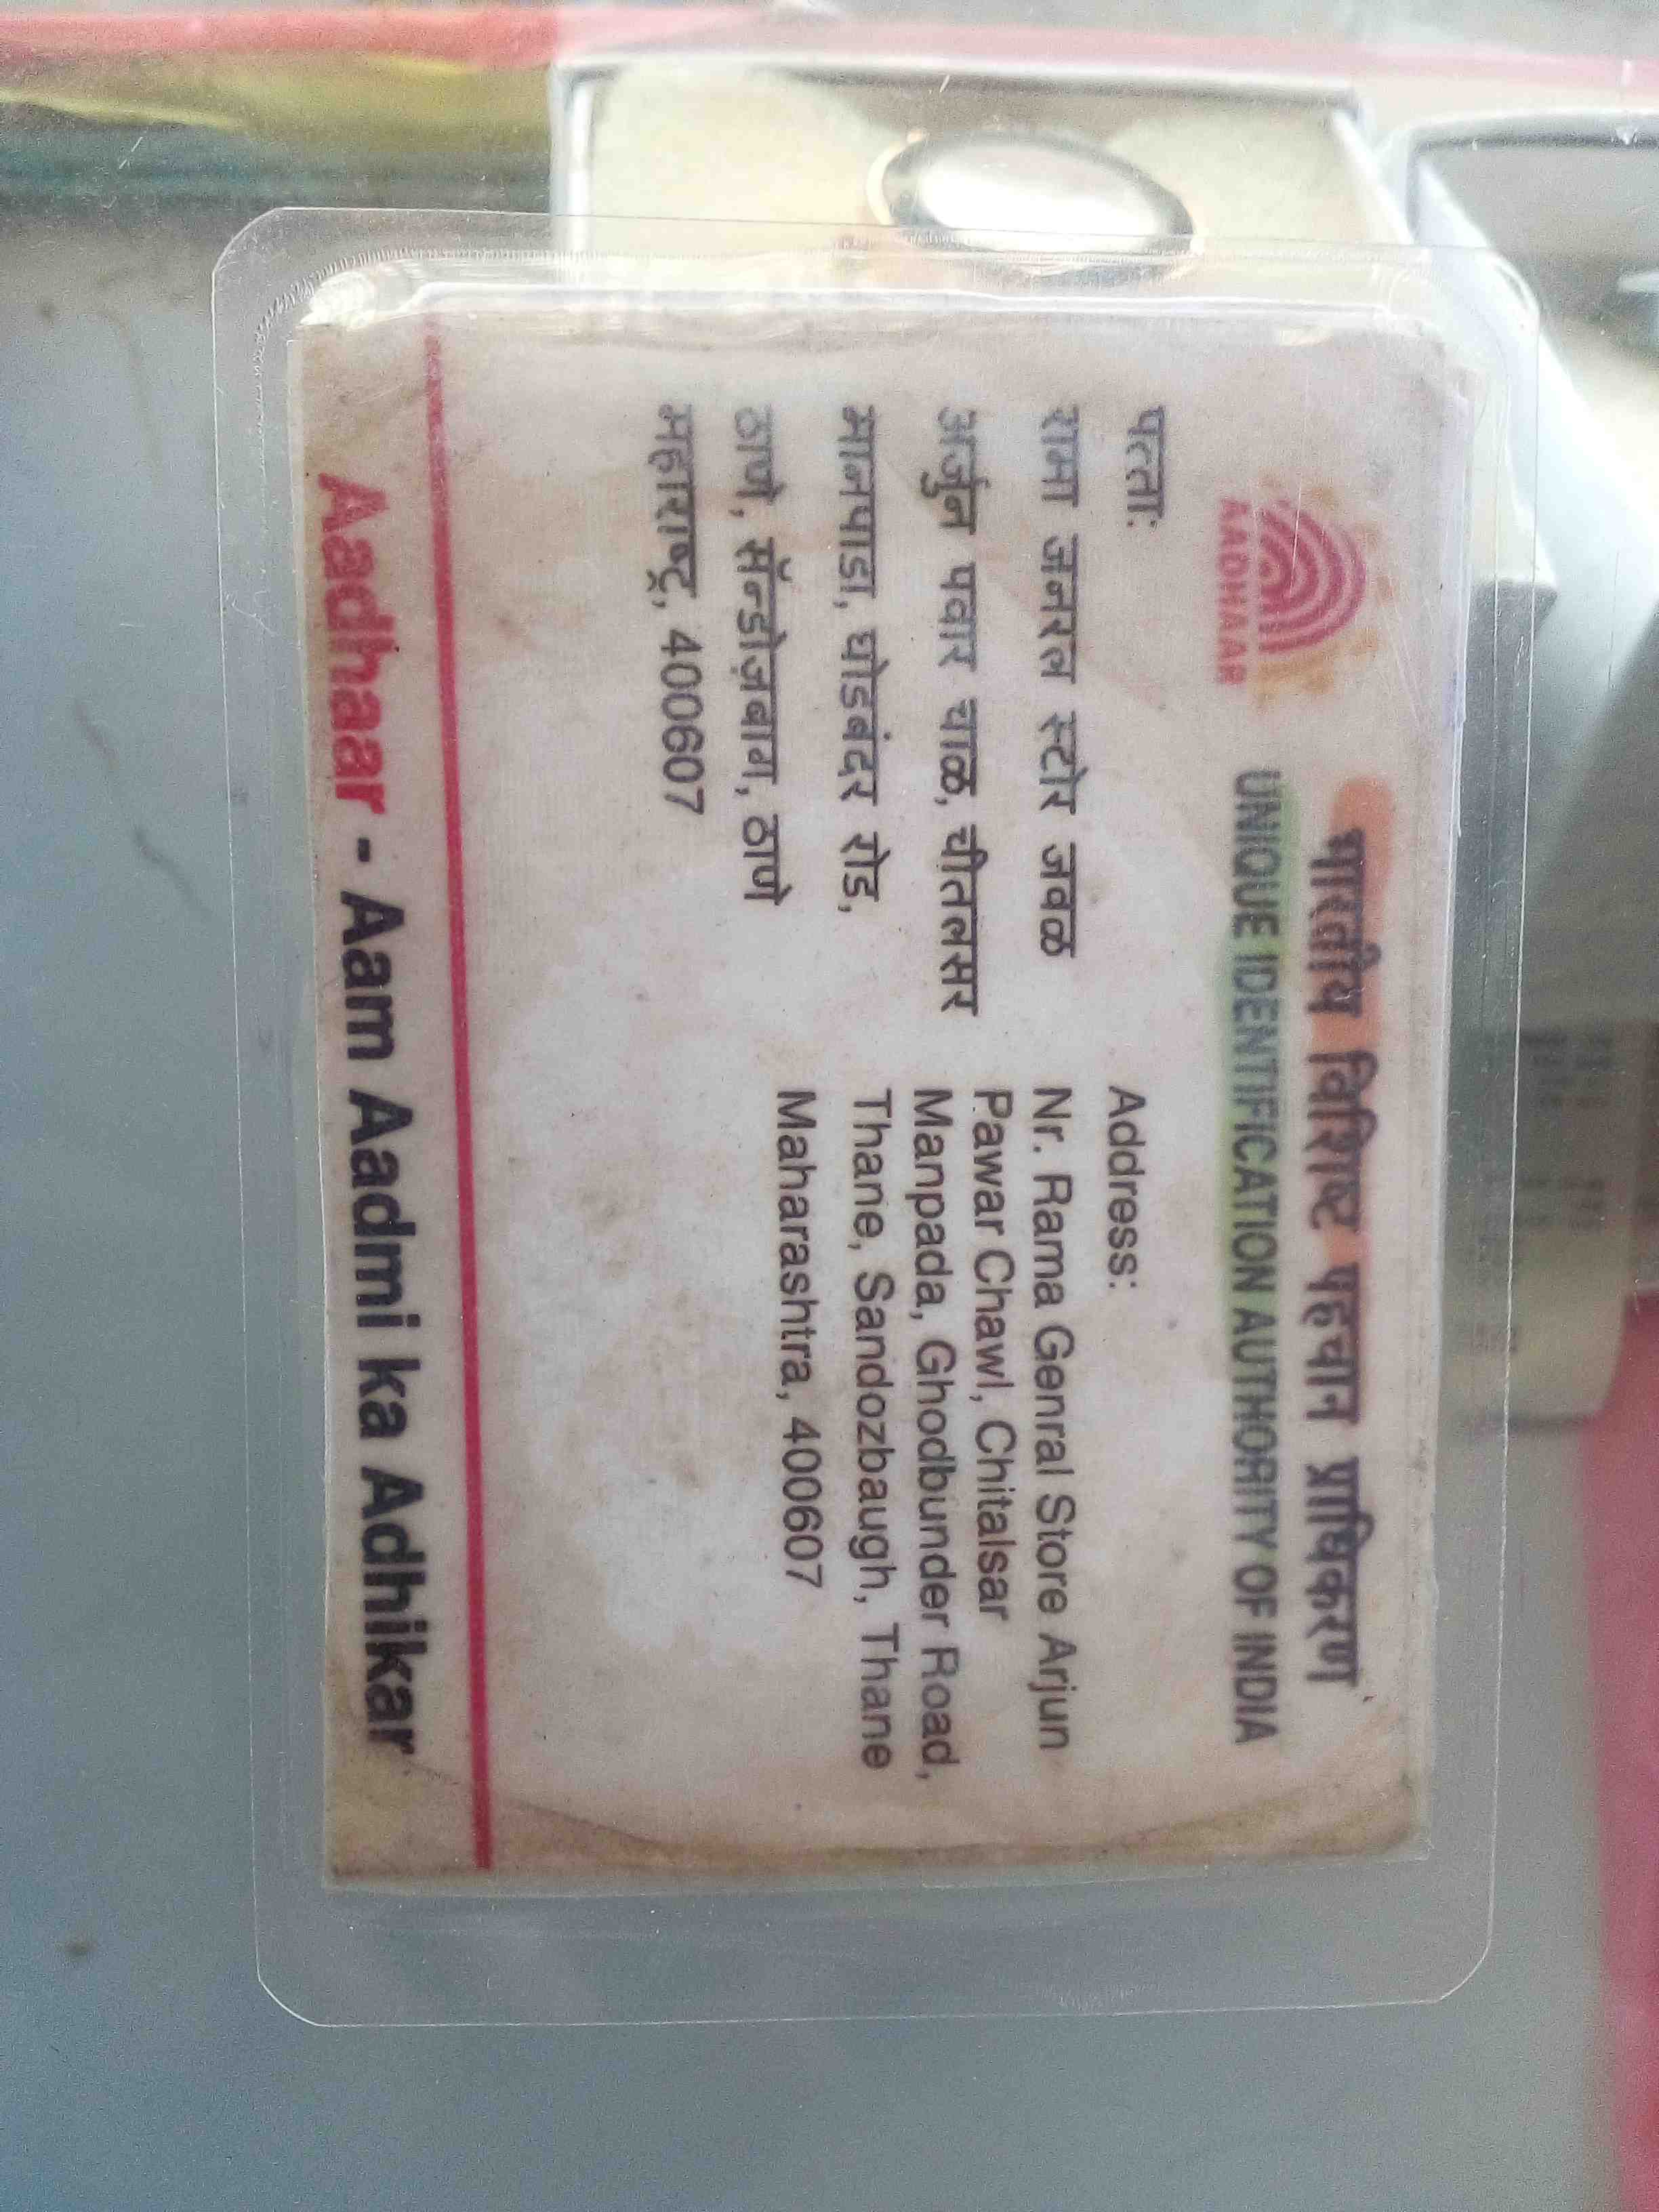 भारतीय विशिष्ट पहचान प्राधिकरण
UNIQUE IDENTIFICATION AUTHORITY OF INDIA
AADHAAR
पत्ताः
रामा जनरल स्टोर जवळ
अर्जुन पवार चाळ, चीतलसर
मानपाडा, घोडबंदर रोड,
ठाणे, सॅन्डोज़बाग, ठाणे
महाराष्ट्र, 400607
Address:
Nr. Rama Genral Store Arjun
Pawar Chawl, Chitalsar
Manpada, Ghodbunder Road,
Thane, Sandozbaugh, Thane
Maharashtra, 400607
Aadhaar - Aam Aadmi ka Adhikar